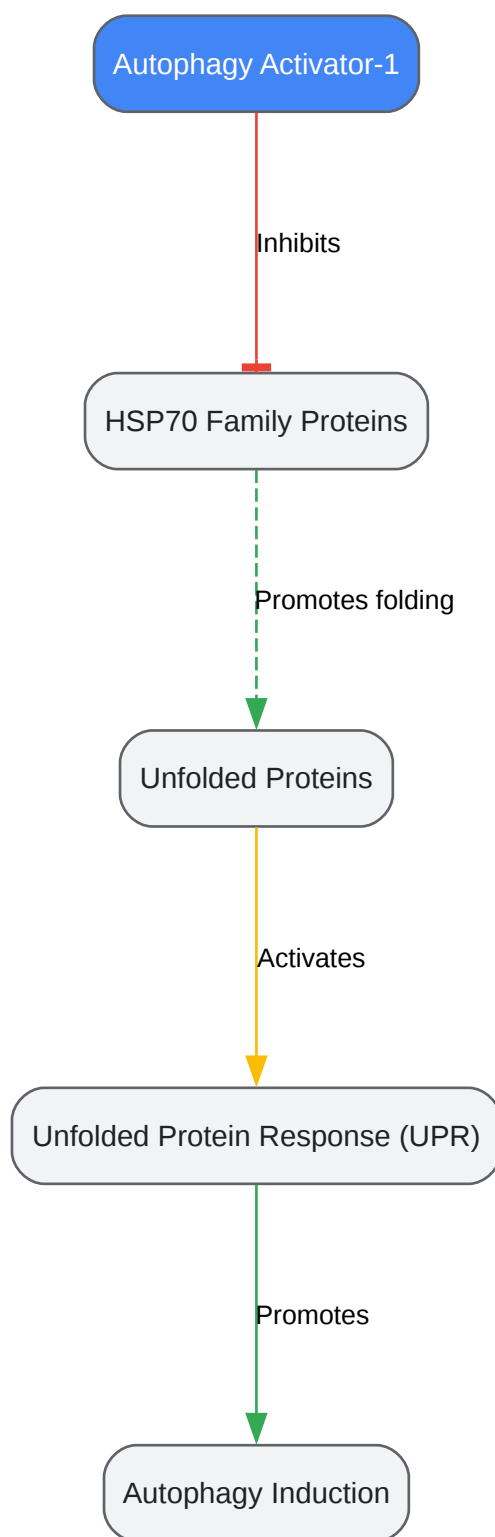 Autophagy Activator-1
Inhibits
HSP70 Family Proteins
Promotes folding
Unfolded Proteins
Activates
Unfolded Protein Response (UPR)
Promotes
Autophagy Induction